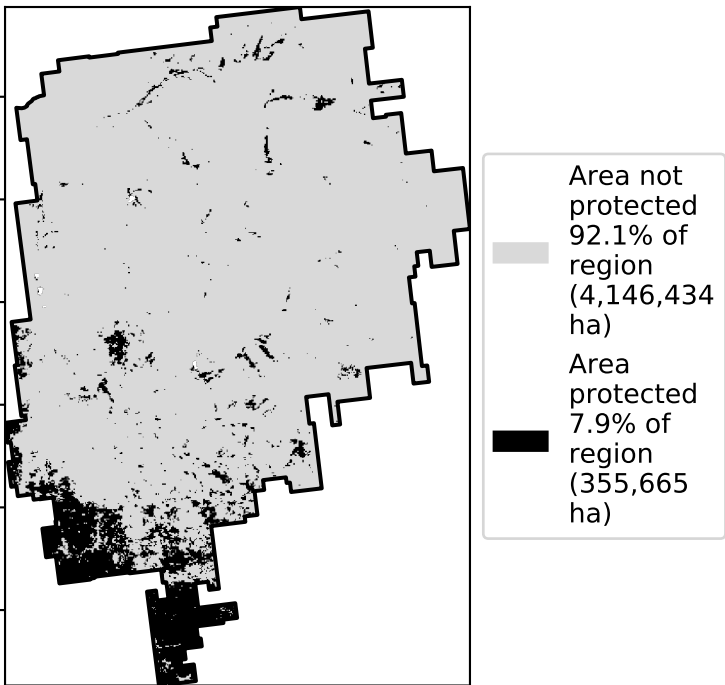 Area not
protected
92.1% of
region
(4,146,434
ha)
Area
protected
7.9% of
region
(355,665
ha)